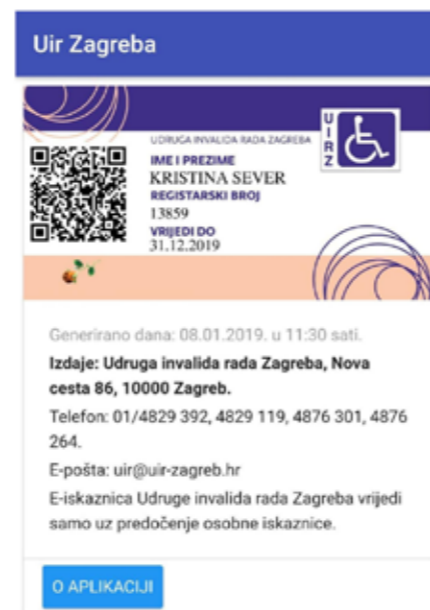 Uir Zagreba
UDRUGA INVALIDA RADA ZAGREBA
UIRZ
IME I PREZIME
KRISTINA SEVER
REGISTARSKI BROJ
13859
VRIJEDI DO
31.12.2019
Generirano dana: 08.01.2019. u 11:30 sati.
Izdaje: Udruga invalida rada Zagreba, Nova
cesta 86, 10000 Zagreb.
Telefon: 01/4829 392, 4829 119, 4876 301, 4876
264.
E-pošta: uir@uir-zagreb.hr
E-iskaznica Udruge invalida rada Zagreba vrijedi
samo uz predočenje osobne iskaznice.
O APLIKACIJI